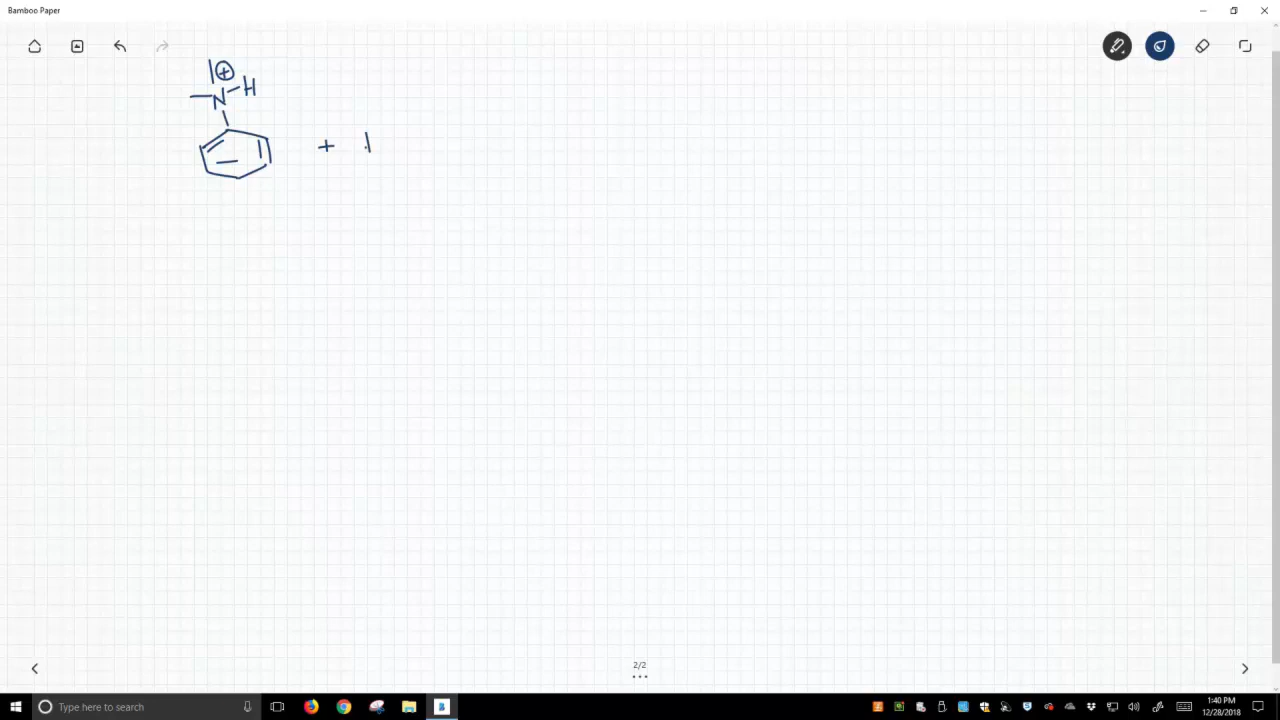 Bamboo Paper
+
N-H
+
2/2
Type here to search
1:40 PM
12/28/2018